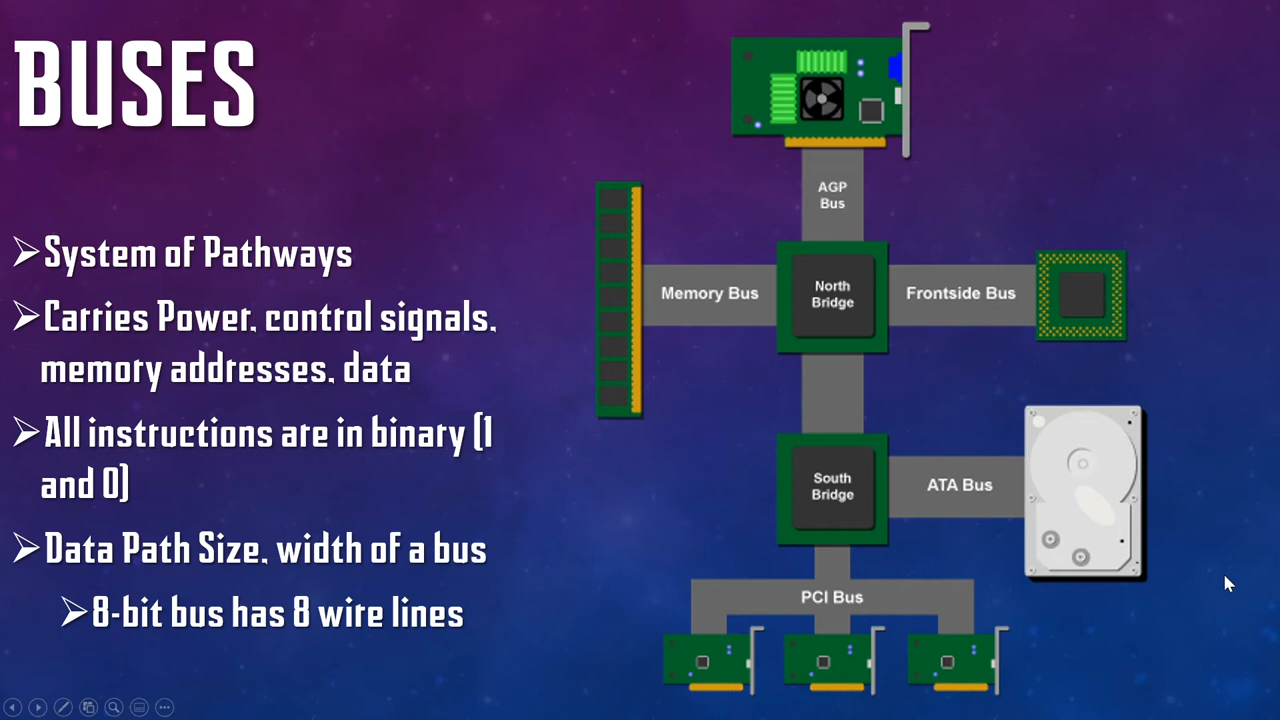 BUSES
➢System of Pathways
➢Carries Power, control signals,
memory addresses, data
➢All instructions are in binary (1
and 0)
➢Data Path Size, width of a bus
➢8-bit bus has 8 wire lines
AGP
Bus
Memory Bus
North
Bridge
Frontside Bus
South
Bridge
ATA Bus
PCI Bus